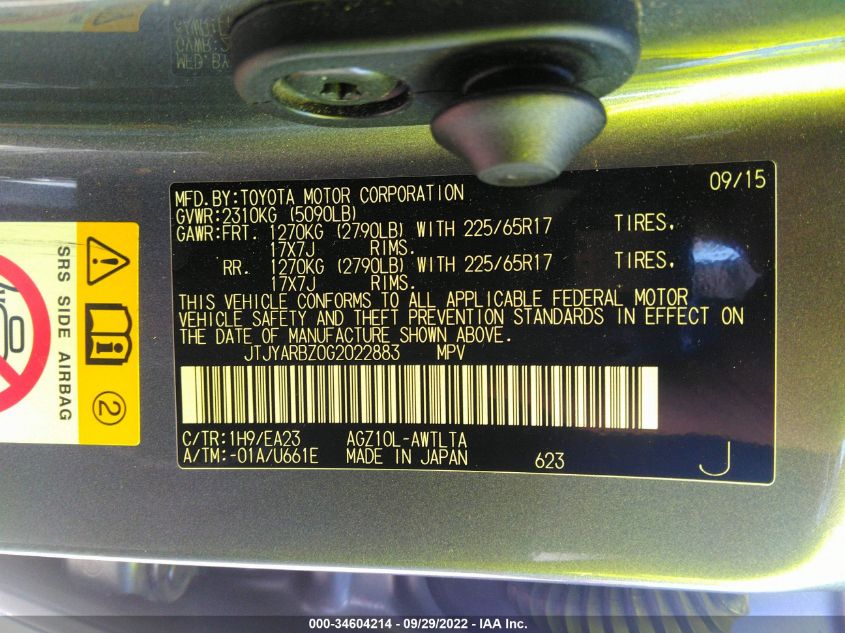 MFD.BY
09/15
MFD.BY:TOYOTA MOTOR CORPORATION
GVWR:2310KG (5090LB)
GAWR:FRT. 1270KG (2790LB) WITH 225/65R17 TIRES.
17X7J RIMS.
RR. 1270KG (2790LB) WITH 225/65R17 TIRES.
17X7J RIMS.
THIS VEHICLE CONFORMS TO ALL APPLICABLE FEDERAL MOTOR
VEHICLE SAFETY AND THEFT PREVENTION STANDARDS IN EFFECT ON
THE DATE OF MANUFACTURE SHOWN ABOVE.
JTJYARBZ0G2022883 MPV
C/TR:1H9/EA23 AGZ10L-AWTLTA
A/TM:-01A/U661E MADE IN JAPAN 623
J
SRS SIDE AIRBAG
2
000-34604214 - 09/29/2022 - IAA Inc.